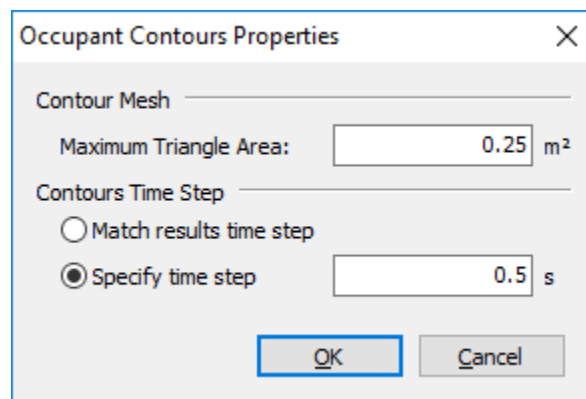 Occupant Contours Properties
Contour Mesh
Maximum Triangle Area: 0.25 m²
Contours Time Step
Match results time step
Specify time step 0.5 s
OK Cancel